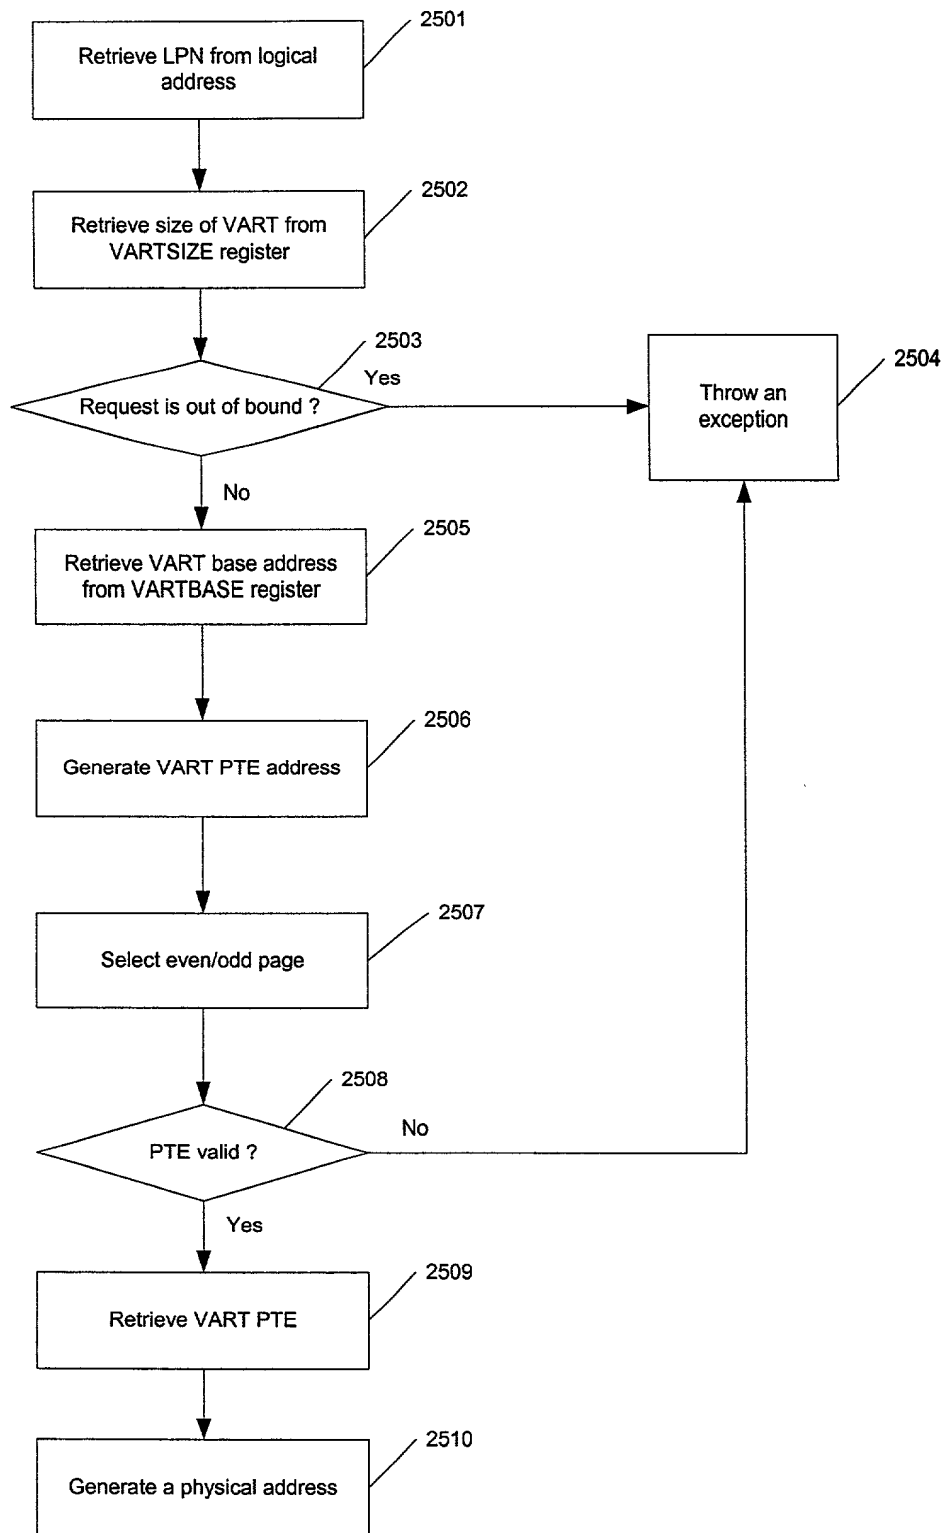 2501
Retrieve LPN from logical
address
2502
Retrieve size of VART from
VARTSIZE register
2503
Yes
Request is out of bound ?
2504
Throw an
exception
No
2505
Retrieve VART base address
from VARTBASE register
2506
Generate VART PTE address
2507
Select even/odd page
2508
No
PTE valid ?
Yes
2509
Retrieve VART PTE
2510
Generate a physical address